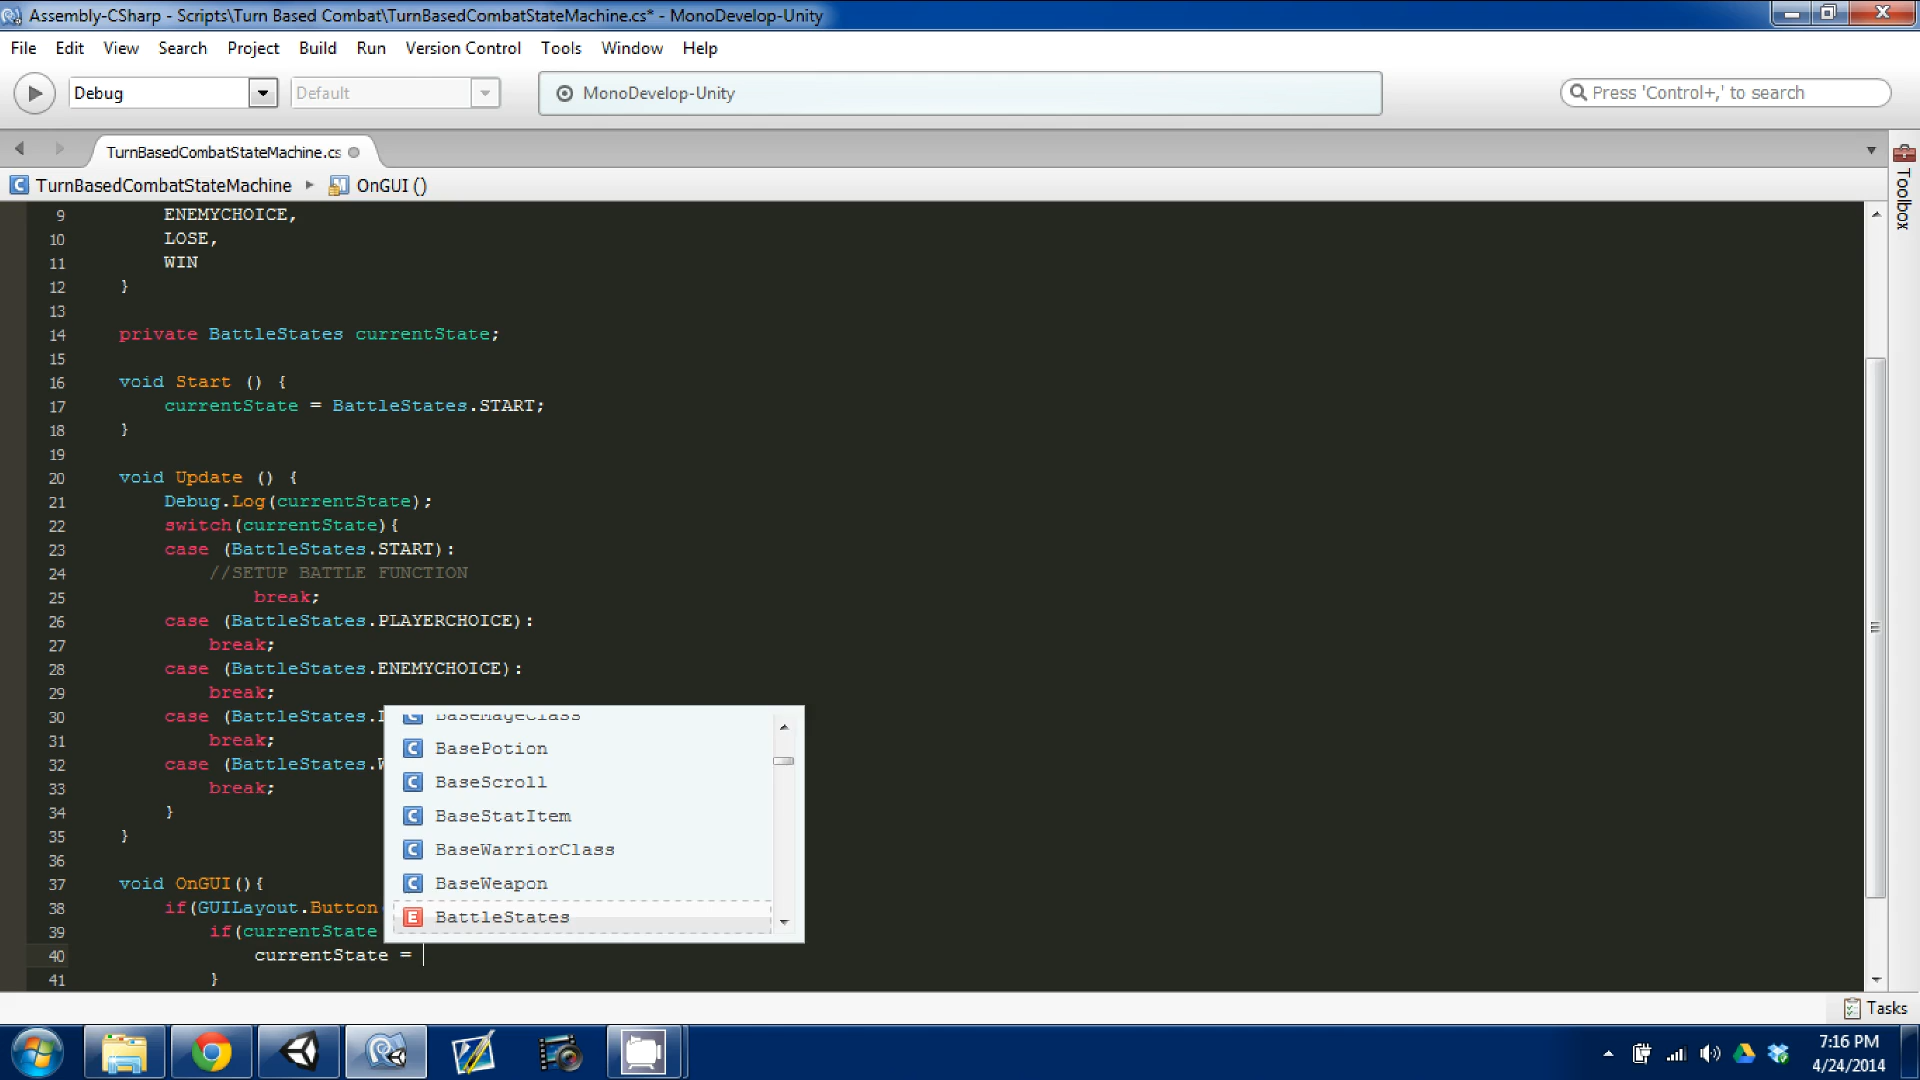 Assembly-CSharp - Scripts\Turn Based Combat\TurnBasedCombatStateMachine.cs* - MonoDevelop-Unity
File Edit View Search Project Build Run Version Control Tools Window Help
Debug Default MonoDevelop-Unity Press 'Control+,' to search
TurnBasedCombatStateMachine.cs
TurnBasedCombatStateMachine OnGUI ()
Toolbox
9 ENEMYCHOICE,
10 LOSE,
11 WIN
12 }
13
14 private BattleStates currentState;
15
16 void Start () {
17 currentState = BattleStates.START;
18 }
19
20 void Update () {
21 Debug.Log(currentState);
22 switch(currentState){
23 case (BattleStates.START):
24 //SETUP BATTLE FUNCTION
25 break;
26 case (BattleStates.PLAYERCHOICE):
27 break;
28 case (BattleStates.ENEMYCHOICE):
29 break;
30 case (BattleStates.
31 break;
32 case (BattleStates.
33 break;
34 }
35 }
36
37 void OnGUI(){
38 if(GUILayout.Button
39 if(currentState
40 currentState =
41 }
BaseMageClass
BasePotion
BaseScroll
BaseStatItem
BaseWarriorClass
BaseWeapon
E BattleStates
Tasks
7:16 PM
4/24/2014